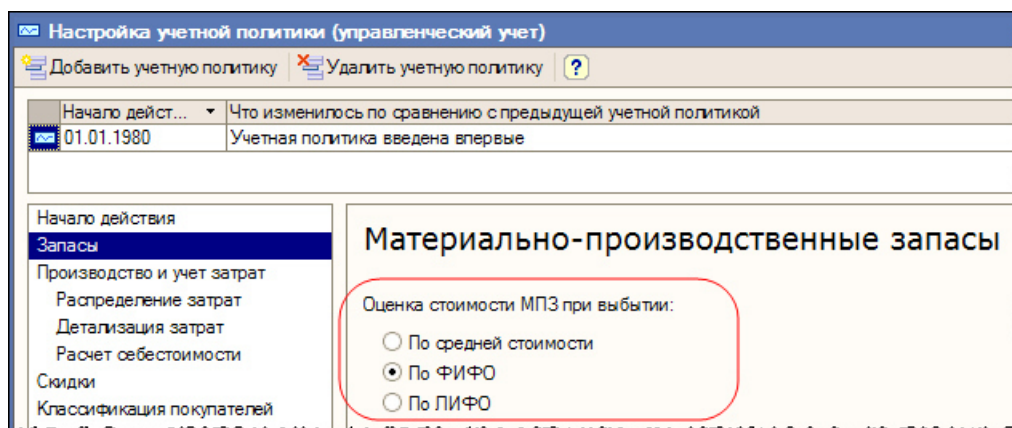 Настройка учетной политики (управленческий учет)
Добавить учетную политику Удалить учетную политику ?
Начало дейст... Что изменилось по сравнению с предыдущей учетной политикой
01.01.1980 Учетная политика введена впервые
Начало действия
Запасы
Производство и учет затрат
Распределение затрат
Детализация затрат
Расчет себестоимости
Скидки
Классификация покупателей
Материально-производственные запасы
Оценка стоимости МПЗ при выбытии:
По средней стоимости
По ФИФО
По ЛИФО